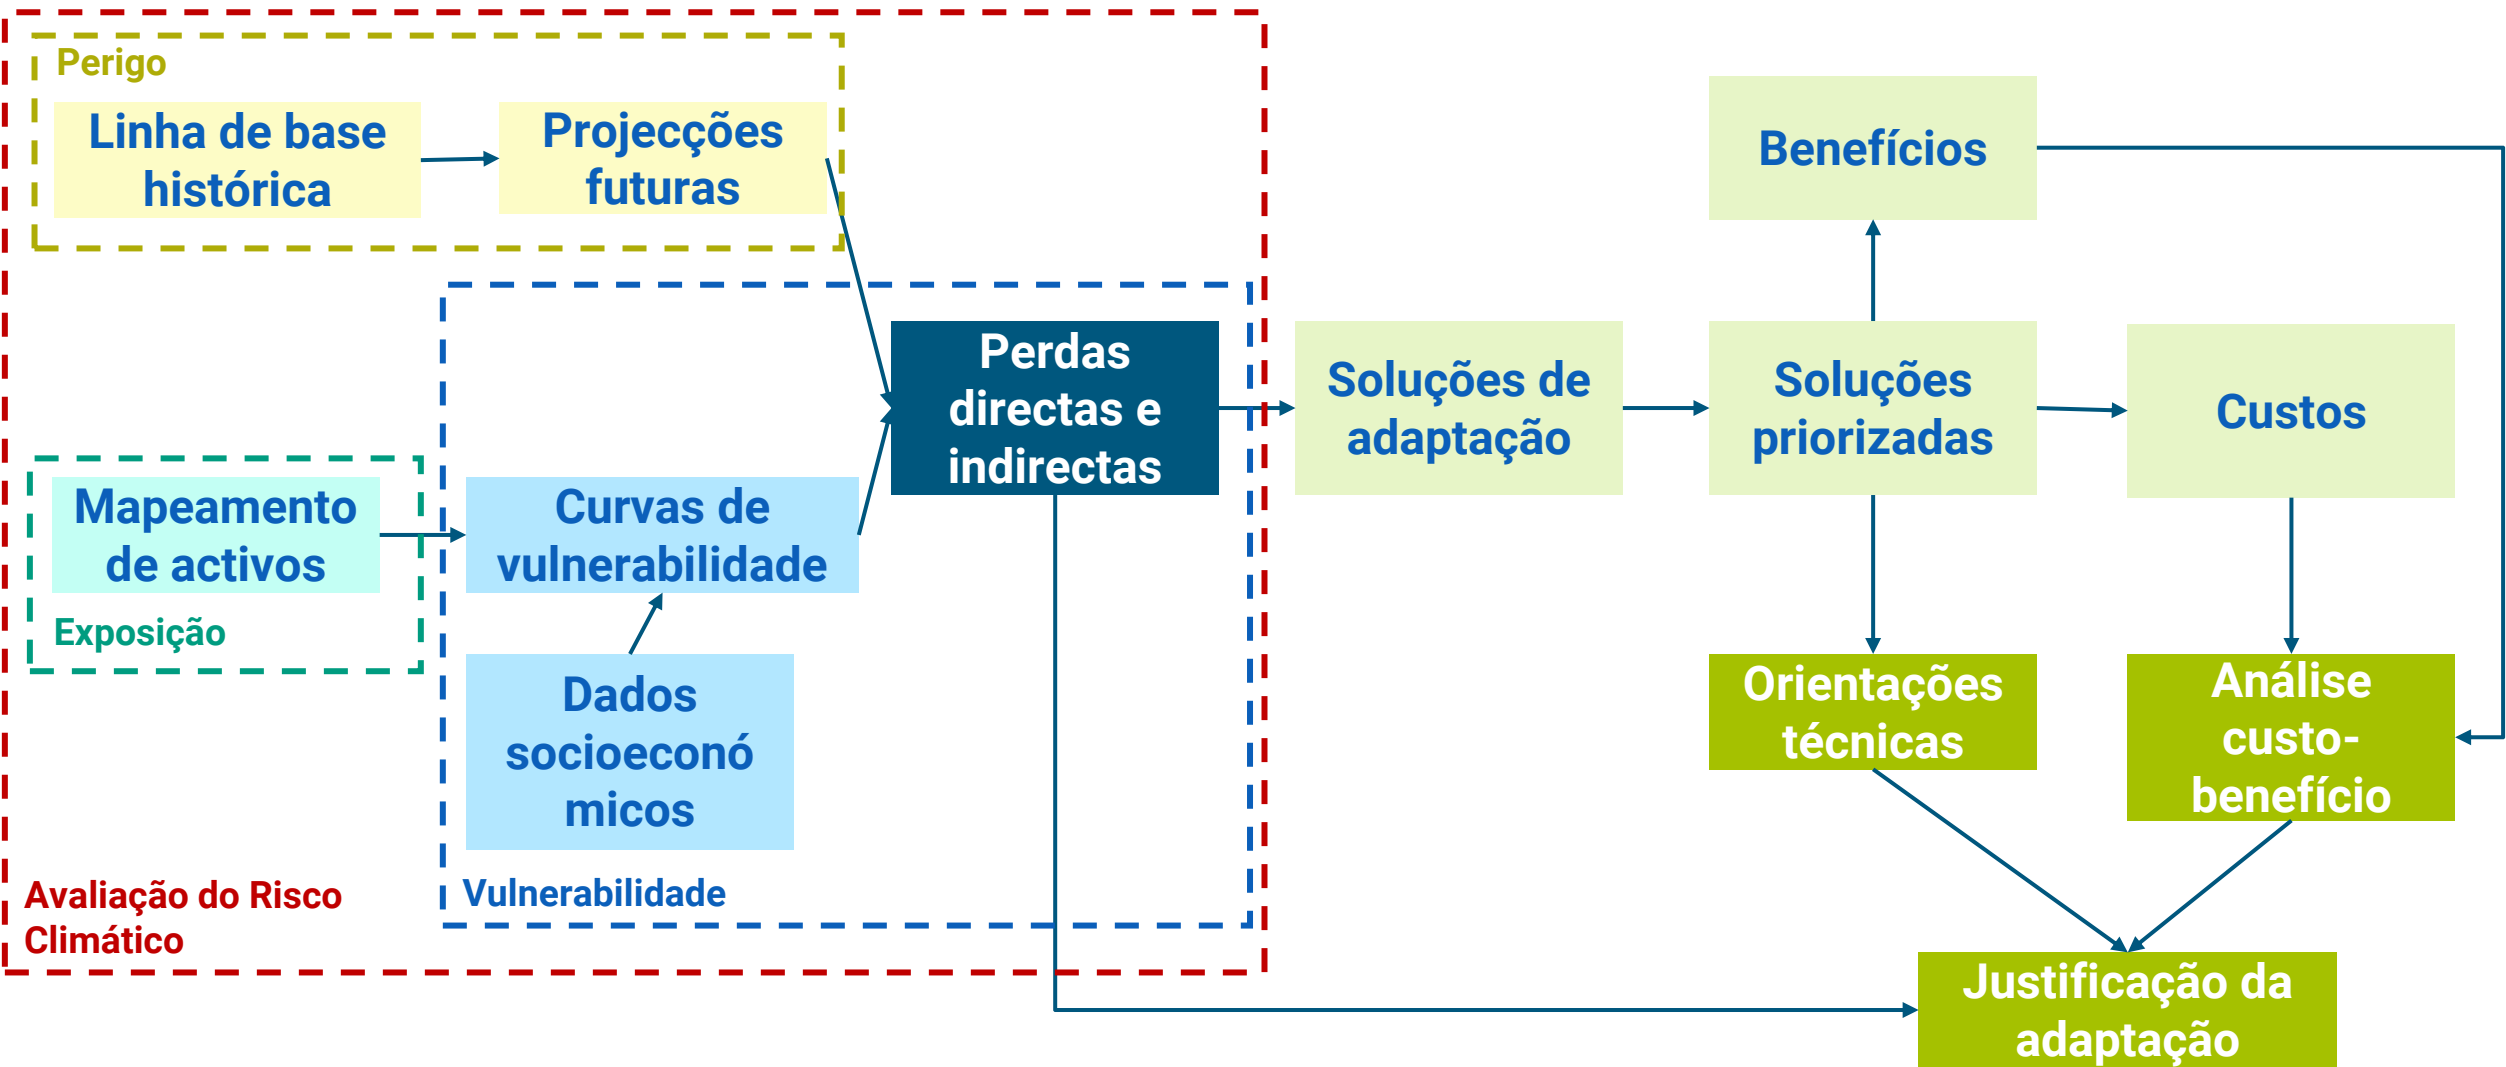 Perigo
Linha de base
histórica
Projecções
futuras
Benefícios
Perdas
directas e
indirectas
Soluções de
adaptação
Soluções
priorizadas
Custos
Mapeamento
de activos
Exposição
Curvas de
vulnerabilidade
Dados
socioeconó
micos
Vulnerabilidade
Avaliação do Risco
Climático
Orientações
técnicas
Análise
custo-
benefício
Justificação da
adaptação